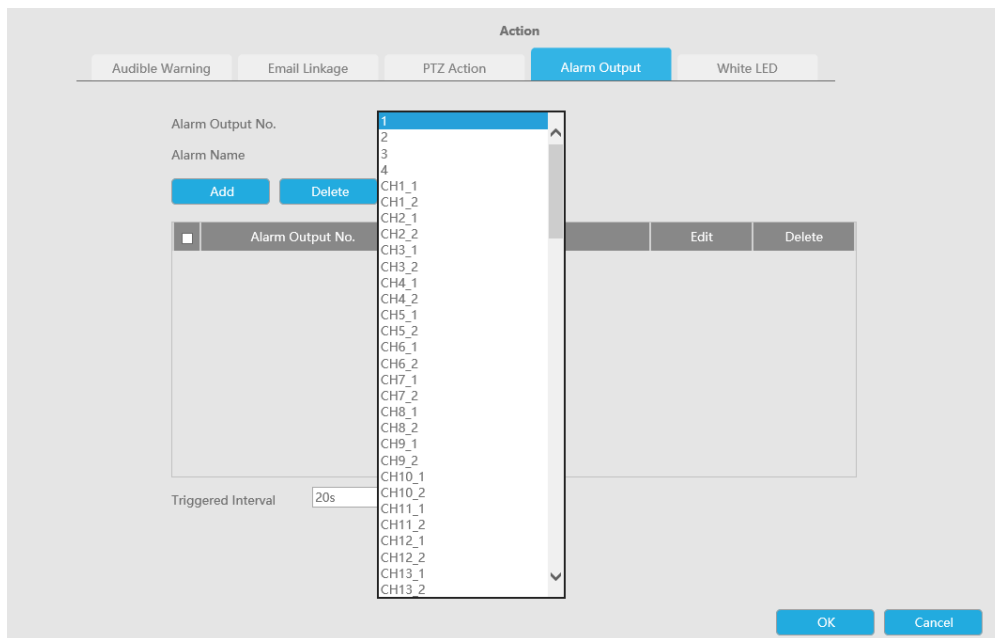 Action
Audible Warning Email Linkage PTZ Action Alarm Output White LED
Alarm Output No.
Alarm Name
Add Delete
Alarm Output No. Edit Delete
1
2
3
4
CH1_1
CH1_2
CH2_1
CH2_2
CH3_1
CH3_2
CH4_1
CH4_2
CH5_1
CH5_2
CH6_1
CH6_2
CH7_1
CH7_2
CH8_1
CH8_2
CH9_1
CH9_2
CH10_1
CH10_2
CH11_1
CH11_2
CH12_1
CH12_2
CH13_1
CH13_2
Triggered Interval 20s
OK Cancel